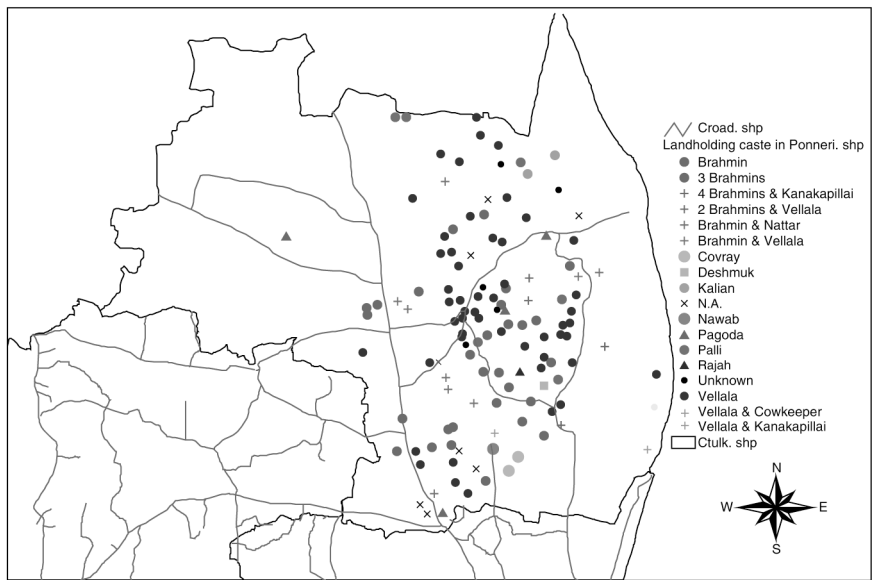 Croad. shp
Landholding caste in Ponneri. shp
Brahmin
3 Brahmins
4 Brahmins & Kanakapillai
2 Brahmins & Vellala
Brahmin & Nattar
Brahmin & Vellala
Covray
Deshmuk
Kalian
N.A.
Nawab
Pagoda
Palli
Rajah
Unknown
Vellala
Vellala & Cowkeeper
Vellala & Kanakapillai
Ctulk. shp
N
W E
S